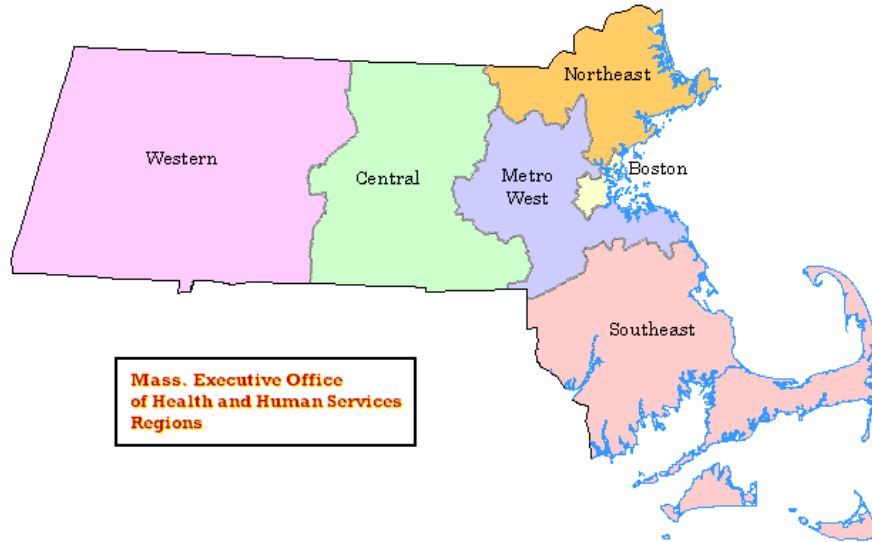 Northeast
Western
Central
Metro
West
Boston
Southeast
Mass. Executive Office
of Health and Human Services
Regions